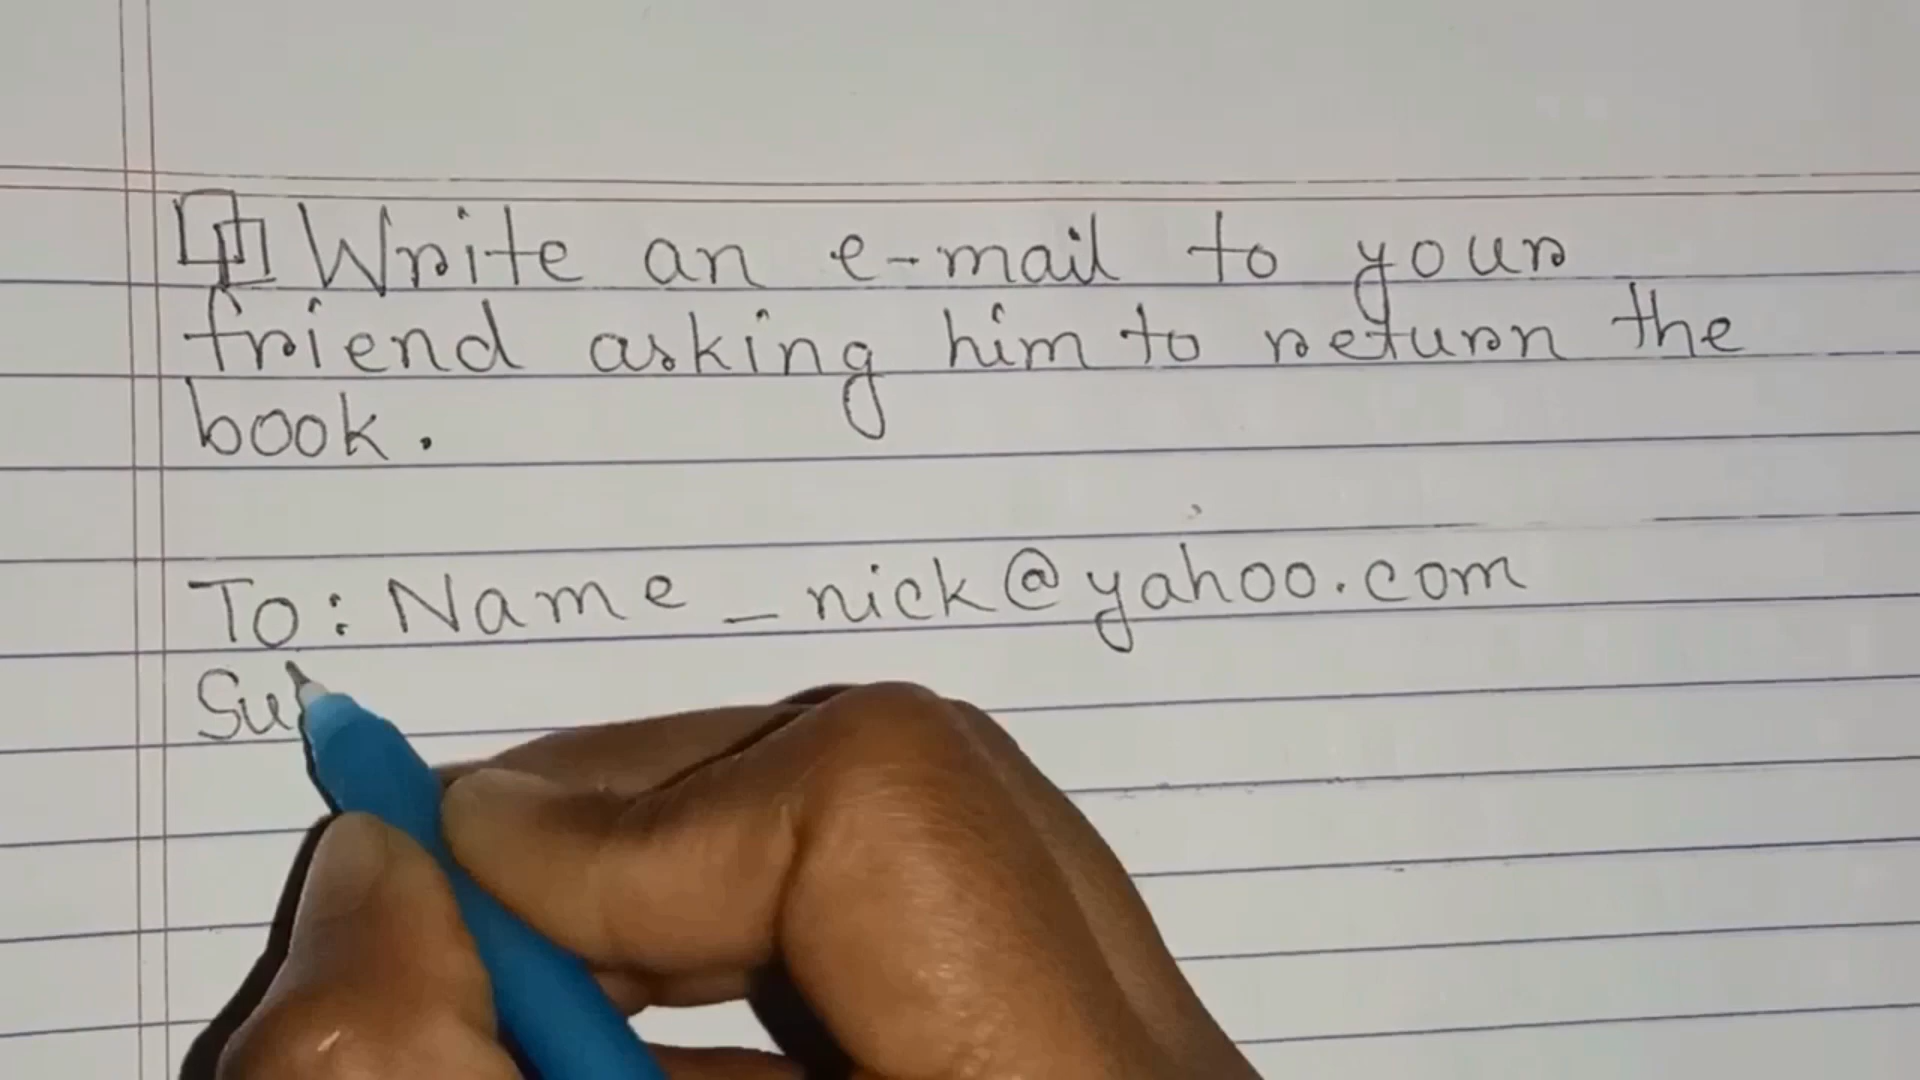 Write an e-mail to your
friend asking him to return the
book.
To: Name_nick@yahoo.com
Su